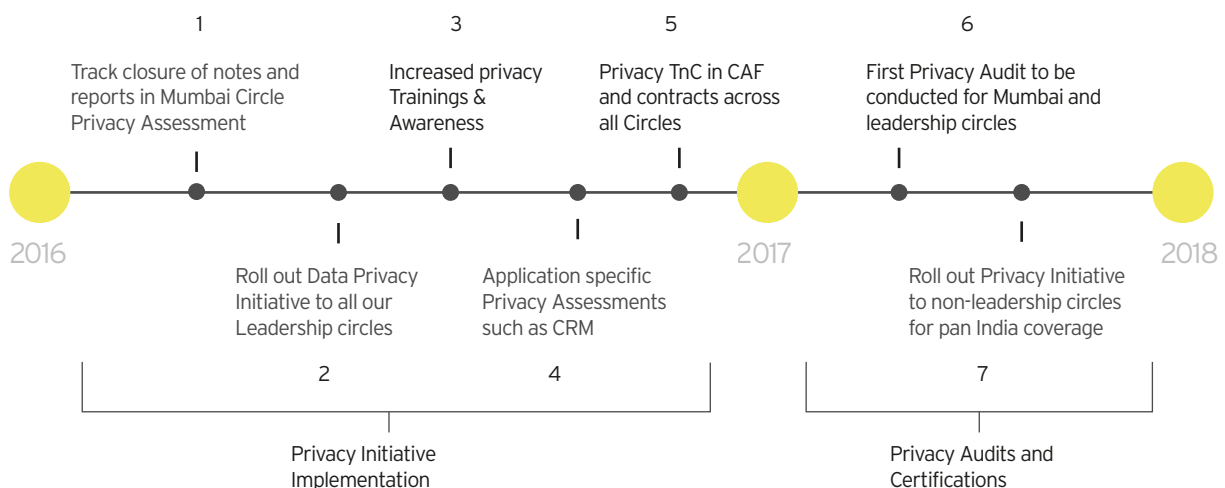 1
Track closure of notes and
reports in Mumbai Circle
Privacy Assessment
3
Increased privacy
Trainings &
Awareness
5
Privacy TnC in CAF
and contracts across
all Circles
6
First Privacy Audit to be
conducted for Mumbai and
leadership circles
2016
2017
2018
Roll out Data Privacy
Initiative to all our
Leadership circles
2
Application specific
Privacy Assessments
such as CRM
4
Roll out Privacy Initiative
to non-leadership circles
for pan India coverage
7
Privacy Initiative
Implementation
Privacy Audits and
Certifications